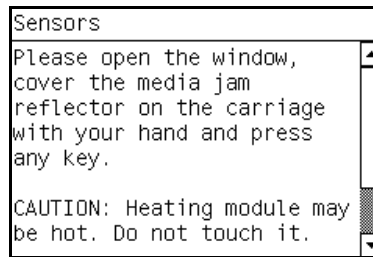 Sensors
Please open the window,
cover the media jam
reflector on the carriage
with your hand and press
any key.
CAUTION: Heating module may
be hot. Do not touch it.